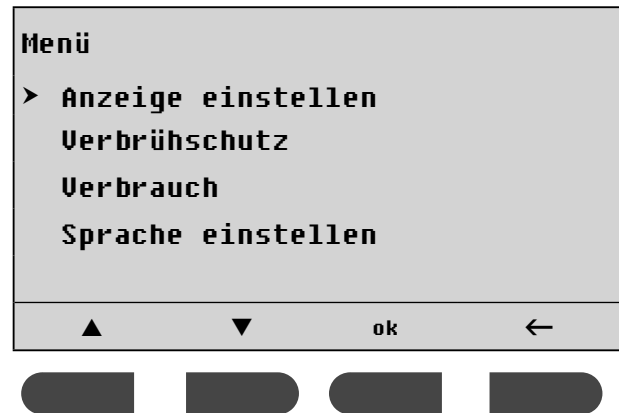 Menü
➤ Anzeige einstellen
Verbrühschutz
Verbrauch
Sprache einstellen
▲ ▼ ok ←